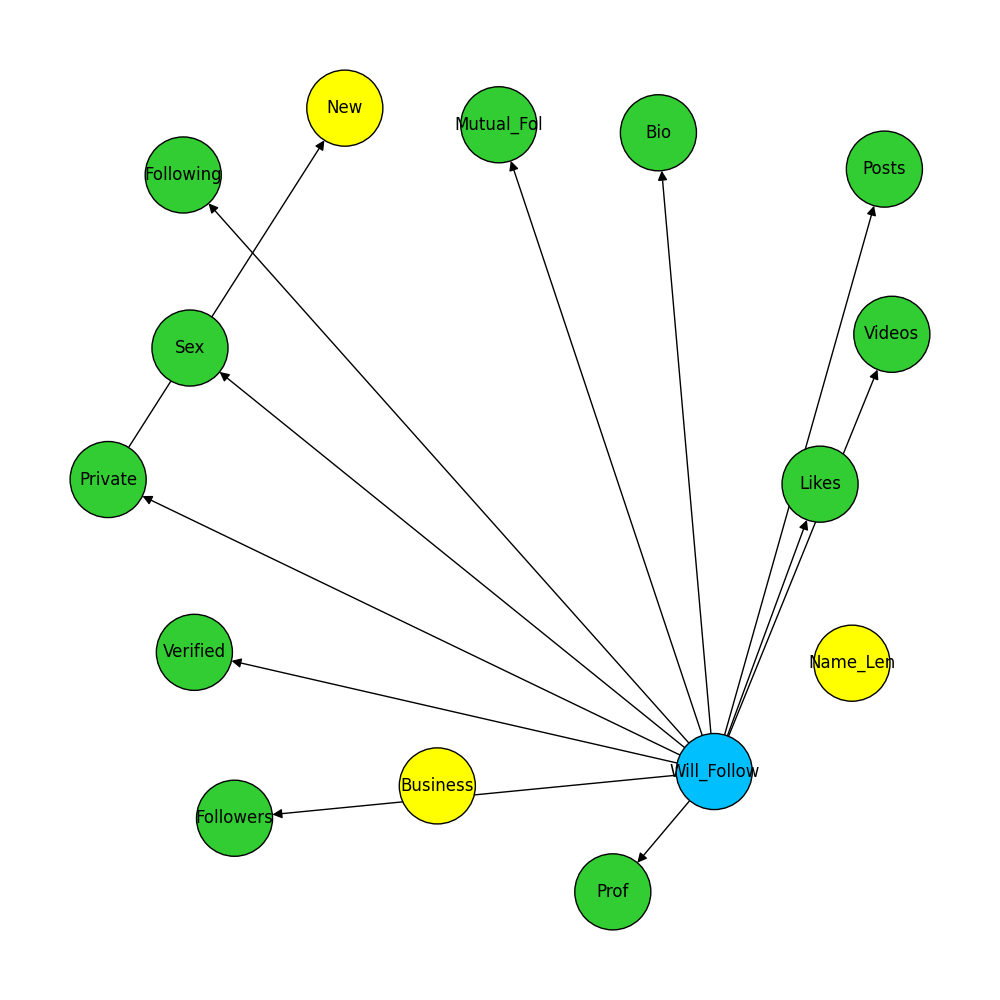 New
Mutual_Fol
Bio
Posts
Following
Videos
Sex
Private
Likes
Verified
Name_Len
Will_Follow
Business
Followers
Prof